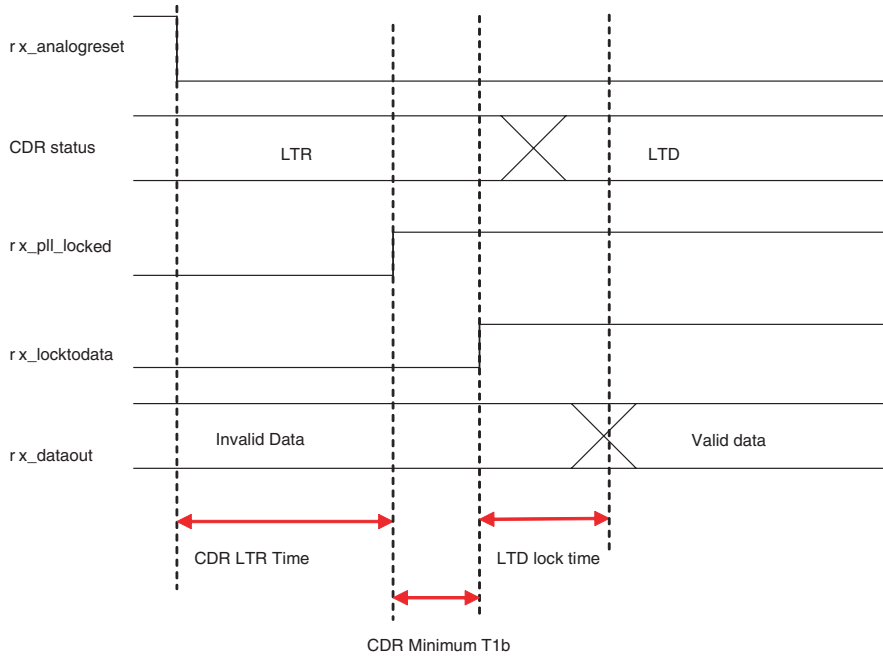 r x_analogreset
CDR status
LTR
LTD
r x_pll_locked
r x_locktodata
Invalid Data
Valid data
r x_dataout
CDR LTR Time
LTD lock time
CDR Minimum T1b